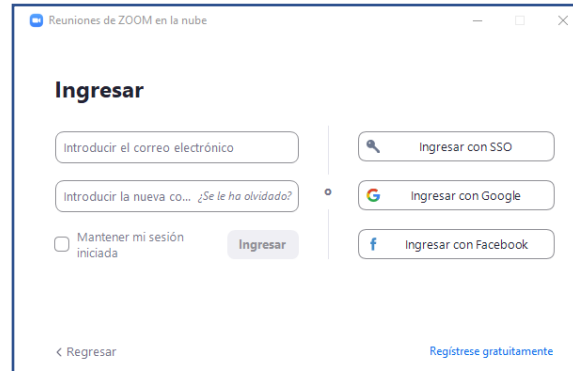 Reuniones de ZOOM en la nube
Ingresar
Introducir el correo electrónico
Introducir la nueva co... ¿Se le ha olvidado?
Mantener mi sesión
iniciada
Ingresar
o
Ingresar con SSO
Ingresar con Google
Ingresar con Facebook
< Regresar
Regístrese gratuitamente